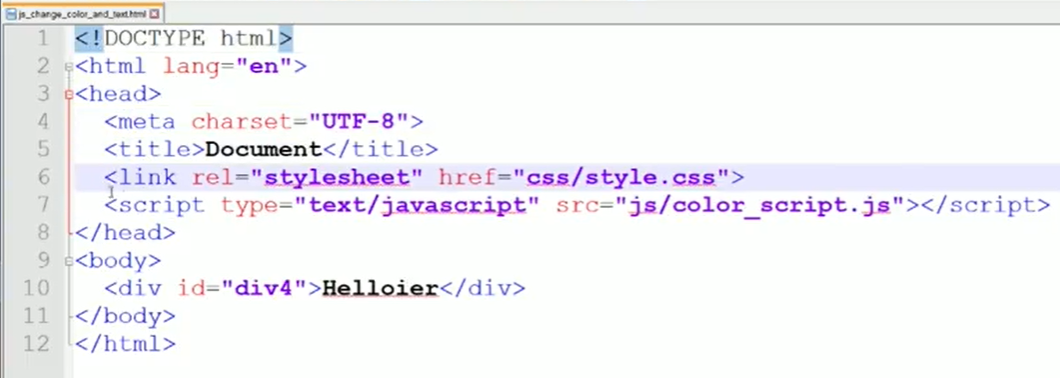 js_change_color_and_text.html
1 <!DOCTYPE html>
2 <html lang="en">
3 <head>
4 <meta charset="UTF-8">
5 <title>Document</title>
6 <link rel="stylesheet" href="css/style.css">
7 <script type="text/javascript" src="js/color_script.js"></script>
8 </head>
9 <body>
10 <div id="div4">Helloier</div>
11 </body>
12 </html>